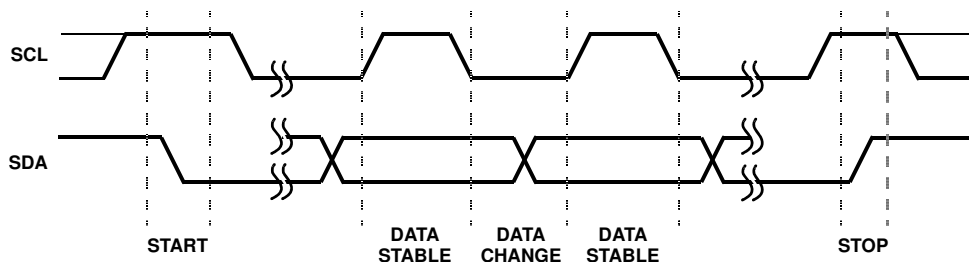 SCL
SDA
START
DATA
STABLE
DATA
CHANGE
DATA
STABLE
STOP